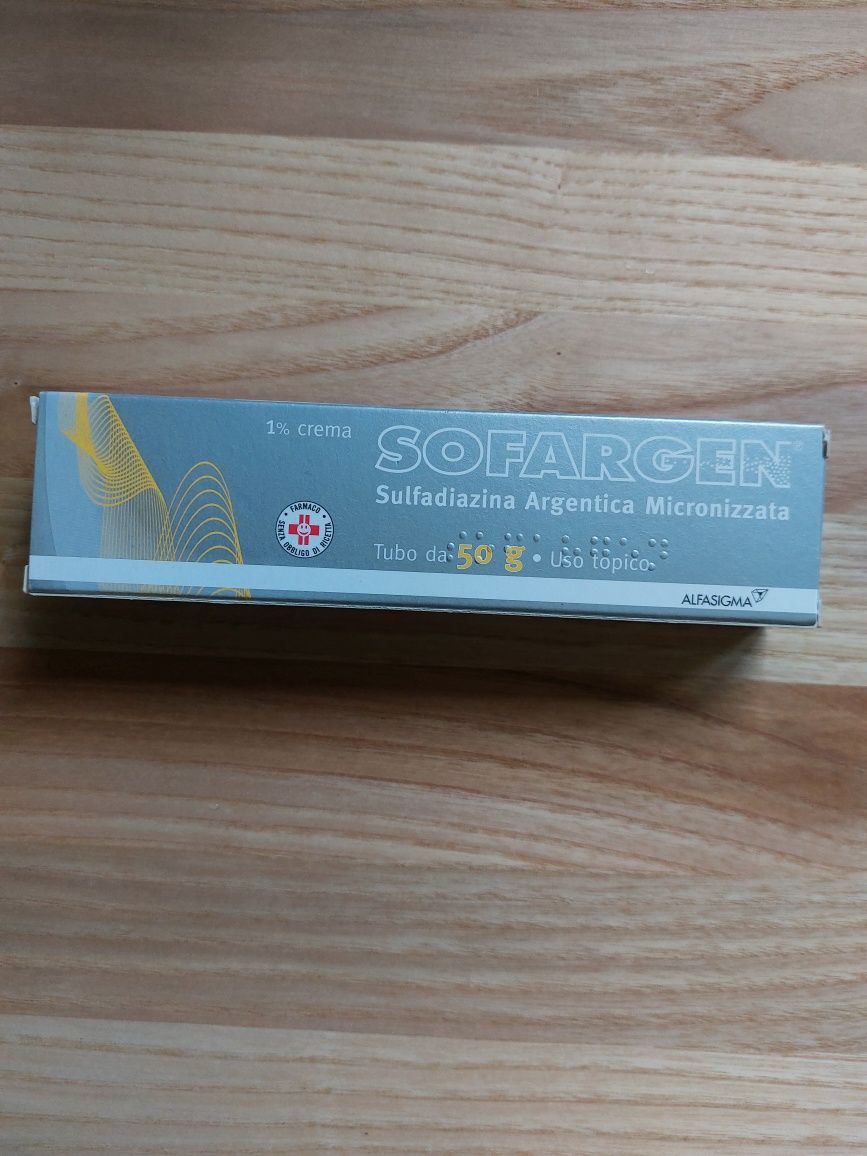 1% crema
SOFARGEN®
Sulfadiazina Argentica Micronizzata
FARMACO • SENZA OBBLIGO DI RICETTA •
Tubo da 50 g • Uso topico
ALFASIGMA